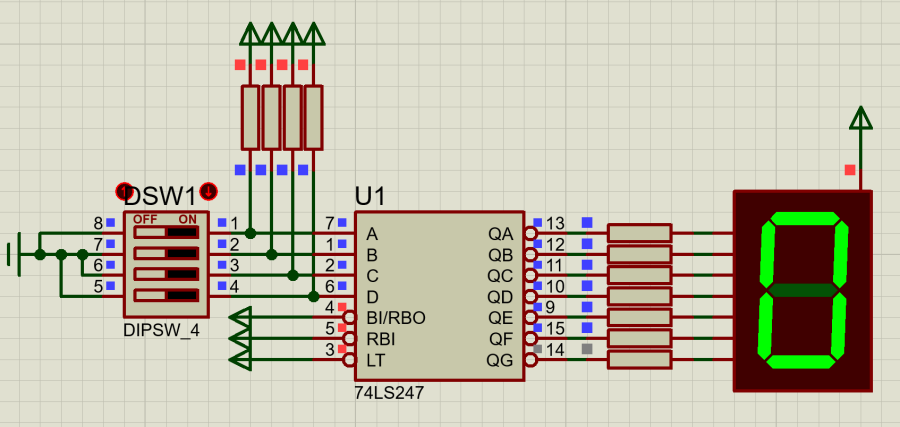 DSW1
U1
OFF ON
8 1 7 A QA 13
7 2 1 B QB 12
6 3 2 C QC 11
5 4 6 D QD 10
4 BI/RBO QE 9
5 RBI QF 15
3 LT QG 14
DIPSW_4
74LS247